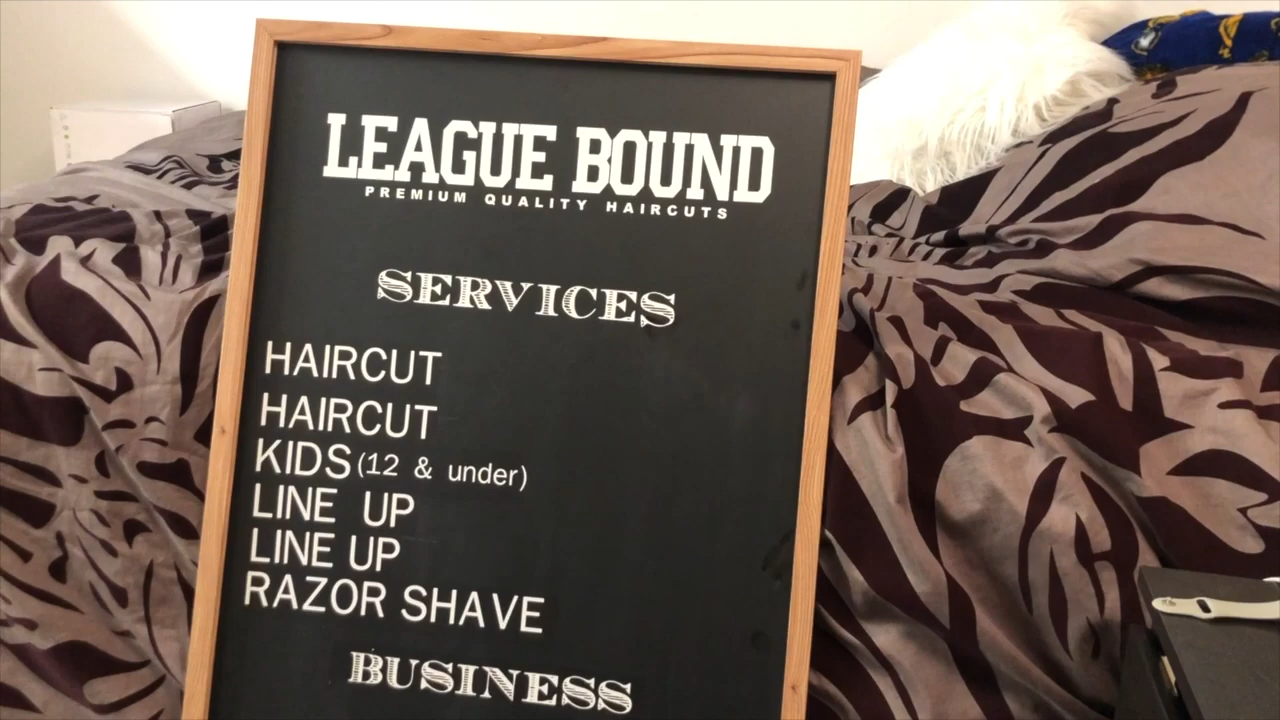 LEAGUE BOUND
PREMIUM QUALITY HAIRCUTS
SERVICES
HAIRCUT
HAIRCUT
KIDS (12 & under)
LINE UP
LINE UP
RAZOR SHAVE
BUSINESS